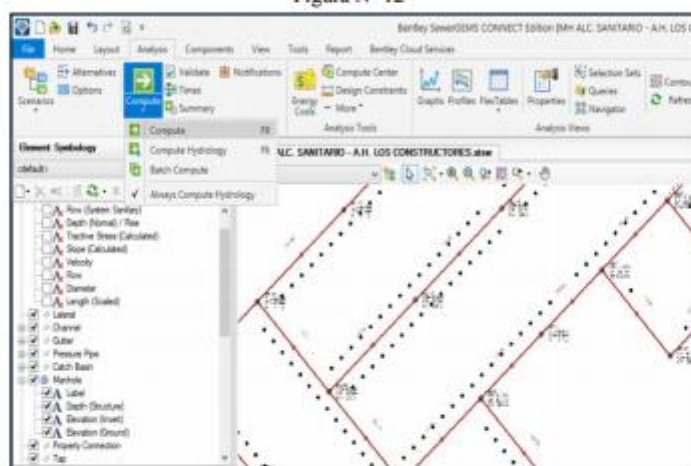 Figura N° 12
Bentley SewerGEMS CONNECT Edition [MH ALC. SANITARIO - A.H. LOS CONS
File Home Layout Analysis Components View Tools Report Bentley Cloud Services
Scenarios
Alternatives
Options
Compute
Validate Notifications
Times
Summary
Energy Costs
Compute Center
Design Constraints
More
Analysis Tools
Graphs Profiles FlexTables Properties
Selection Sets
Queries
Navigator
Analysis Views
Contou
Refres
Compute F9
Compute Hydrology
Batch Compute
Always Compute Hydrology
Element Symbology
<default>
ALC. SANITARIO - A.H. LOS CONSTRUCTORES.stsw
Flow (System Sanitary)
Depth (Normal) / Rise
Tractive Stress (Calculated)
Slope (Calculated)
Velocity
Flow
Diameter
Length (Scaled)
Lateral
Channel
Gutter
Pressure Pipe
Catch Basin
Manhole
Label
Depth (Structure)
Elevation (Invert)
Elevation (Ground)
Property Connection
Tap